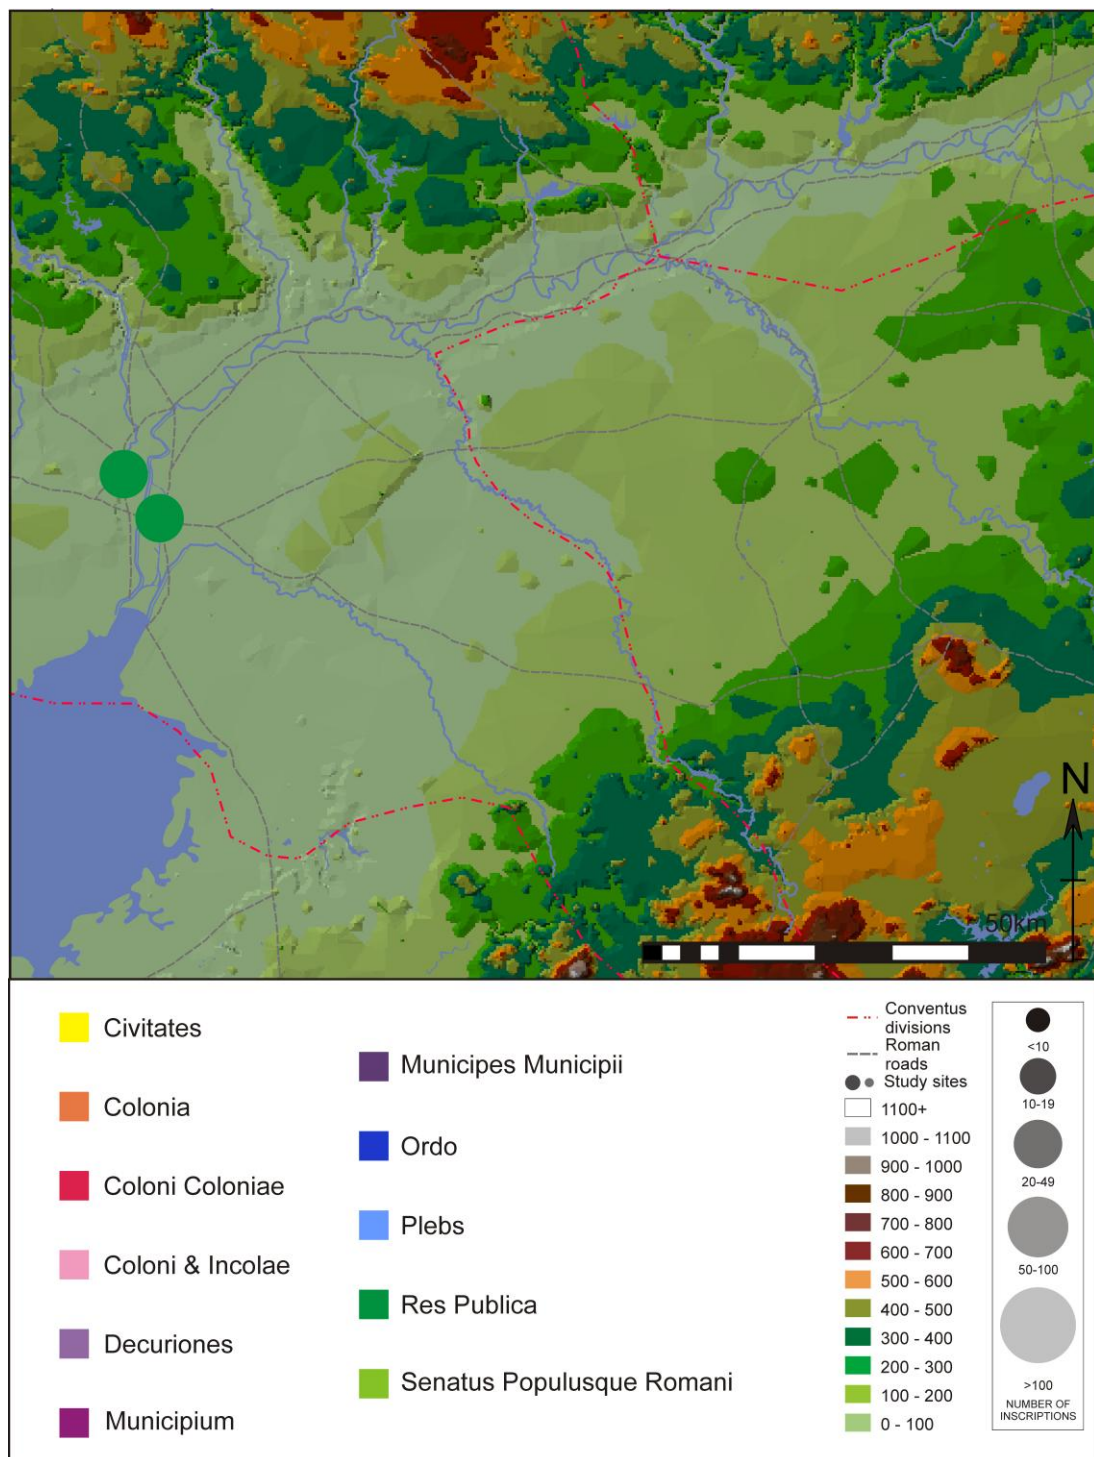 N
50km
Civitates
Colonia
Coloni Coloniae
Coloni & Incolae
Decuriones
Municipium
Municipes Municipii
Ordo
Plebs
Res Publica
Senatus Populusque Romani
Conventus
divisions
Roman
roads
Study sites
1100+
1000 - 1100
900 - 1000
800 - 900
700 - 800
600 - 700
500 - 600
400 - 500
300 - 400
200 - 300
100 - 200
0 - 100
<10
10-19
20-49
50-100
>100
NUMBER OF
INSCRIPTIONS